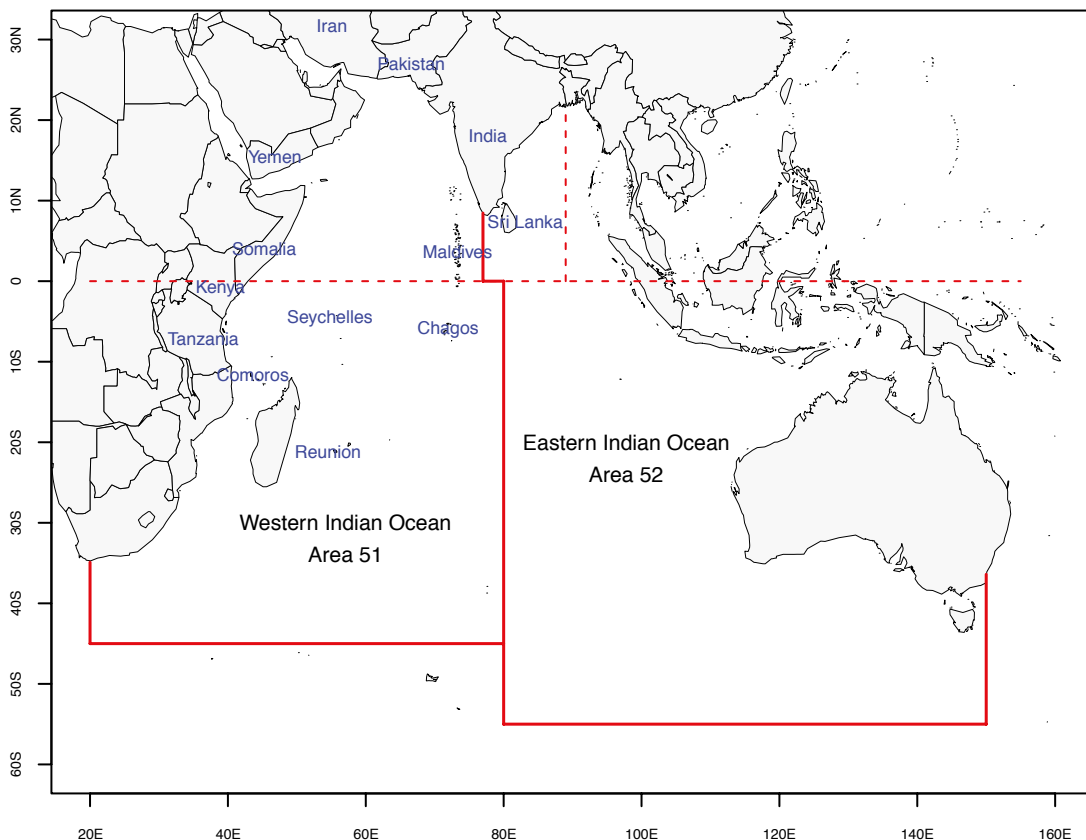 30N
20N
10N
0
10S
20S
30S
40S
50S
60S
Iran
Pakistan
India
Yemen
Sri Lanka
Somalia
Maldives
Kenya
Seychelles
Chagos
Tanzania
Comoros
Reunion
Eastern Indian Ocean
Area 52
Western Indian Ocean
Area 51
20E
40E
60E
80E
100E
120E
140E
160E